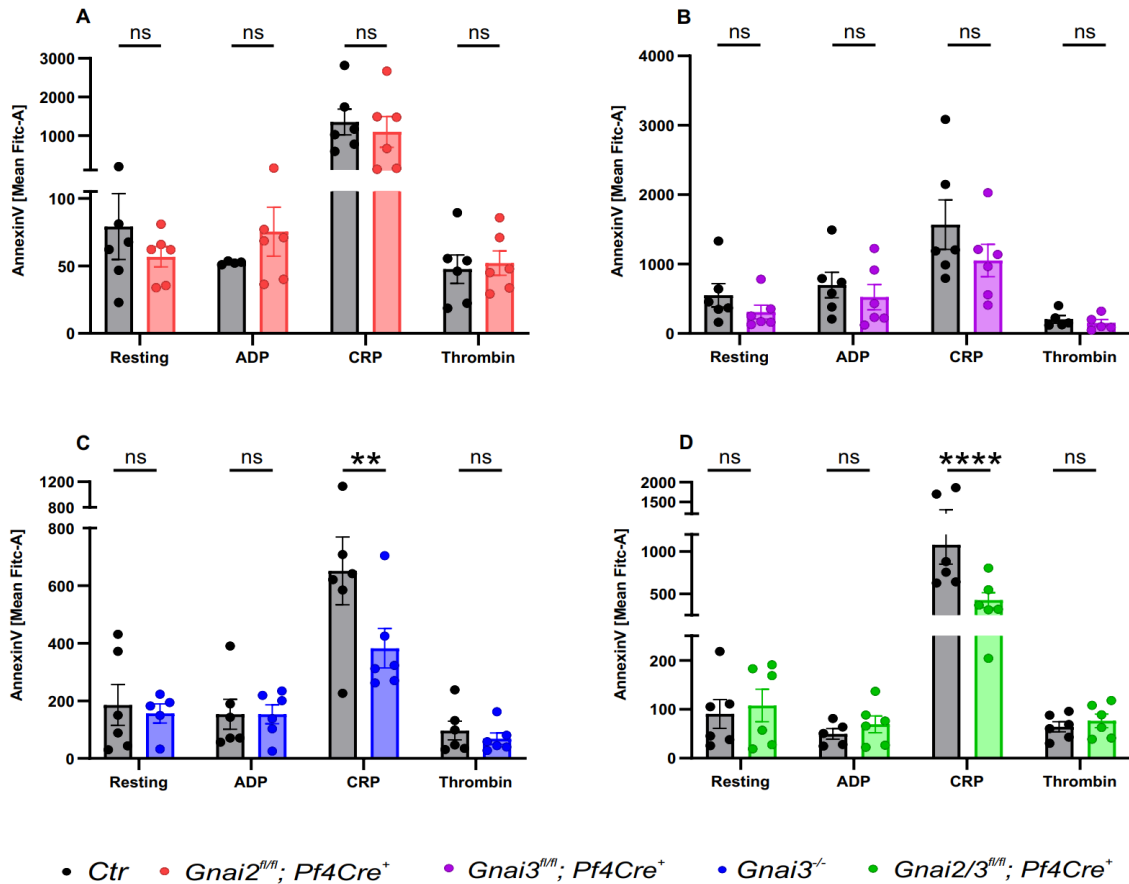 A
ns ns ns ns
AnnexinV [Mean Fitc-A]
3000
2000
1000
100
50
0
Resting ADP CRP Thrombin
B
ns ns ns ns
AnnexinV [Mean Fitc-A]
4000
3000
2000
1000
0
Resting ADP CRP Thrombin
C
ns ns ** ns
AnnexinV [Mean Fitc-A]
1200
800
800
600
400
200
0
Resting ADP CRP Thrombin
D
ns ns **** ns
AnnexinV [Mean Fitc-A]
2000
1500
1000
500
200
100
0
Resting ADP CRP Thrombin
Ctr Gnai2fl/fl; Pf4Cre+ Gnai3fl/fl; Pf4Cre+ Gnai3-/- Gnai2/3fl/fl; Pf4Cre+